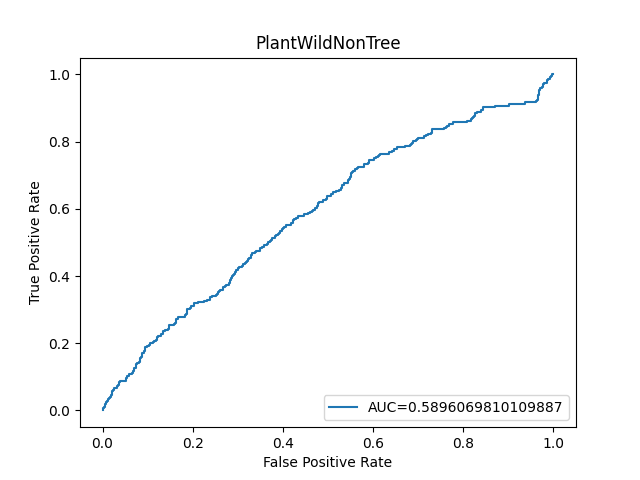 PlantWildNonTree
1.0
0.8
0.6
0.4
0.2
0.0
True Positive Rate
AUC=0.5896069810109887
0.0 0.2 0.4 0.6 0.8 1.0
False Positive Rate